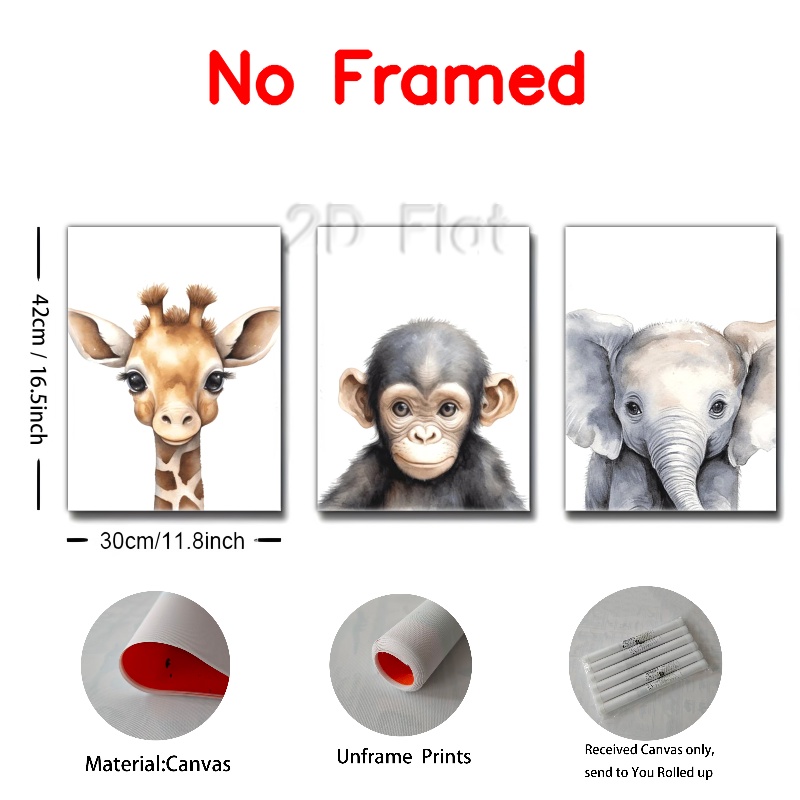 No Framed
2D Flat
42cm / 16.5inch
30cm/11.8inch
Material:Canvas
Unframe Prints
Received Canvas only,
send to You Rolled up